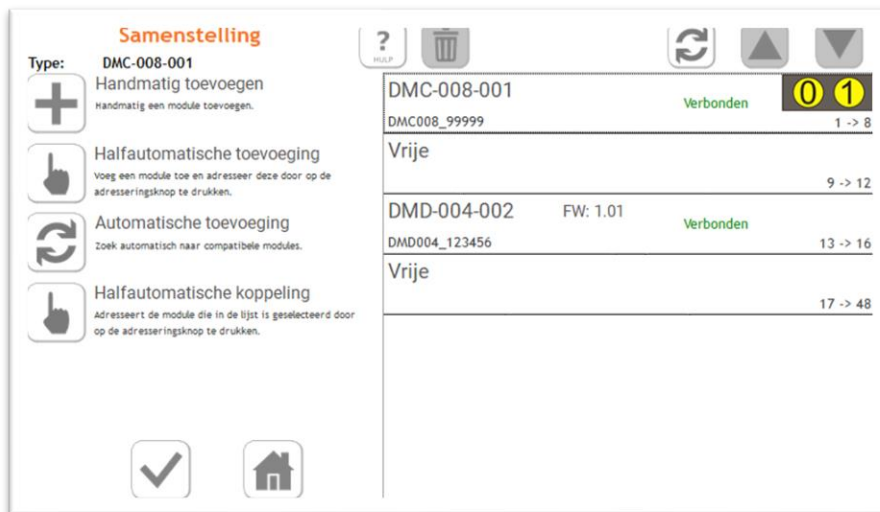 Samenstelling
Type: DMC-008-001
Handmatig toevoegen
Handmatig een module toevoegen.
Halfautomatische toevoeging
Voeg een module toe en adresseer deze door op de
adresseringsknop te drukken.
Automatische toevoeging
Zoek automatisch naar compatibele modules.
Halfautomatische koppeling
Adresseert de module die in de lijst is geselecteerd door
op de adresseringsknop te drukken.
?
HULP
DMC-008-001
Verbonden
0 1
DMC008_99999
1 -> 8
Vrije
9 -> 12
DMD-004-002 FW: 1.01
Verbonden
DMD004_123456
13 -> 16
Vrije
17 -> 48